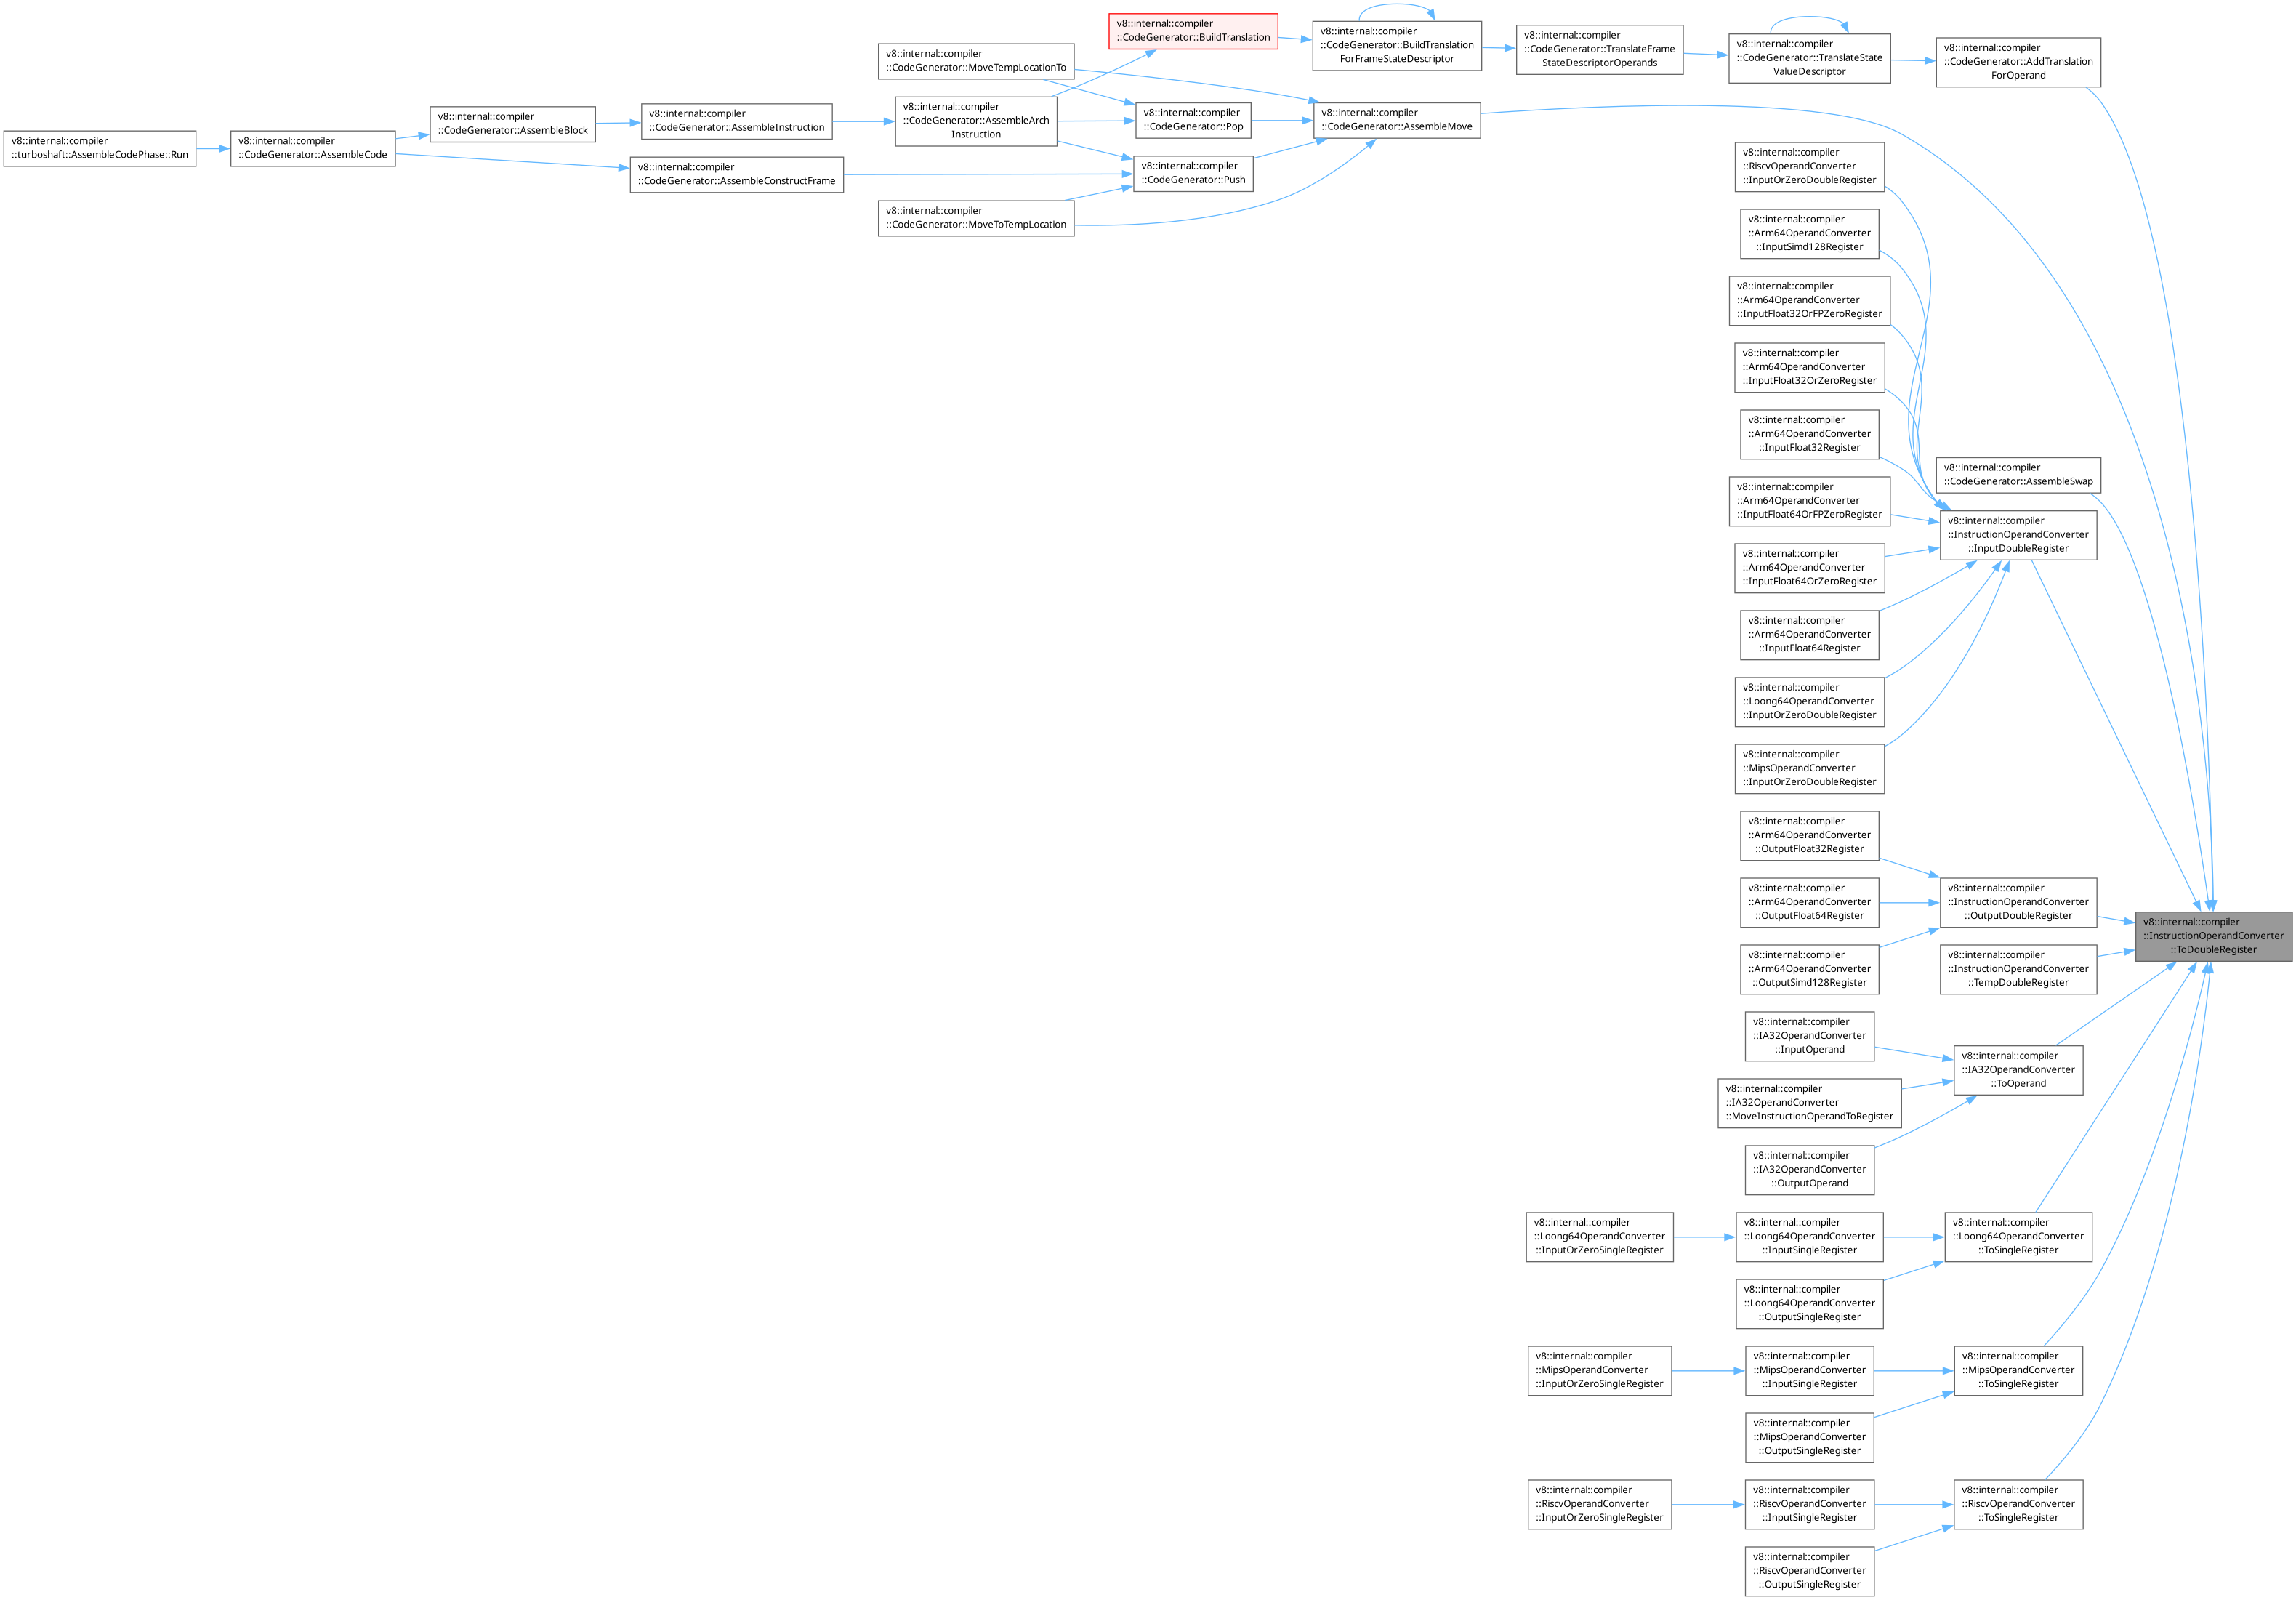 v8::internal::compiler
::CodeGenerator::BuildTranslation
v8::internal::compiler
::CodeGenerator::BuildTranslation
ForFrameStateDescriptor
v8::internal::compiler
::CodeGenerator::TranslateFrame
StateDescriptorOperands
v8::internal::compiler
::CodeGenerator::TranslateState
ValueDescriptor
v8::internal::compiler
::CodeGenerator::AddTranslation
ForOperand
v8::internal::compiler
::CodeGenerator::MoveTempLocationTo
v8::internal::compiler
::turboshaft::AssembleCodePhase::Run
v8::internal::compiler
::CodeGenerator::AssembleCode
v8::internal::compiler
::CodeGenerator::AssembleBlock
v8::internal::compiler
::CodeGenerator::AssembleInstruction
v8::internal::compiler
::CodeGenerator::AssembleArch
Instruction
v8::internal::compiler
::CodeGenerator::Pop
v8::internal::compiler
::CodeGenerator::AssembleMove
v8::internal::compiler
::CodeGenerator::AssembleConstructFrame
v8::internal::compiler
::CodeGenerator::Push
v8::internal::compiler
::CodeGenerator::MoveToTempLocation
v8::internal::compiler
::RiscvOperandConverter
::InputOrZeroDoubleRegister
v8::internal::compiler
::Arm64OperandConverter
::InputSimd128Register
v8::internal::compiler
::Arm64OperandConverter
::InputFloat32OrFPZeroRegister
v8::internal::compiler
::Arm64OperandConverter
::InputFloat32OrZeroRegister
v8::internal::compiler
::Arm64OperandConverter
::InputFloat32Register
v8::internal::compiler
::CodeGenerator::AssembleSwap
v8::internal::compiler
::Arm64OperandConverter
::InputFloat64OrFPZeroRegister
v8::internal::compiler
::InstructionOperandConverter
::InputDoubleRegister
v8::internal::compiler
::Arm64OperandConverter
::InputFloat64OrZeroRegister
v8::internal::compiler
::Arm64OperandConverter
::InputFloat64Register
v8::internal::compiler
::Loong64OperandConverter
::InputOrZeroDoubleRegister
v8::internal::compiler
::MipsOperandConverter
::InputOrZeroDoubleRegister
v8::internal::compiler
::Arm64OperandConverter
::OutputFloat32Register
v8::internal::compiler
::Arm64OperandConverter
::OutputFloat64Register
v8::internal::compiler
::InstructionOperandConverter
::OutputDoubleRegister
v8::internal::compiler
::InstructionOperandConverter
::ToDoubleRegister
v8::internal::compiler
::Arm64OperandConverter
::OutputSimd128Register
v8::internal::compiler
::InstructionOperandConverter
::TempDoubleRegister
v8::internal::compiler
::IA32OperandConverter
::InputOperand
v8::internal::compiler
::IA32OperandConverter
::ToOperand
v8::internal::compiler
::IA32OperandConverter
::MoveInstructionOperandToRegister
v8::internal::compiler
::IA32OperandConverter
::OutputOperand
v8::internal::compiler
::Loong64OperandConverter
::InputOrZeroSingleRegister
v8::internal::compiler
::Loong64OperandConverter
::InputSingleRegister
v8::internal::compiler
::Loong64OperandConverter
::ToSingleRegister
v8::internal::compiler
::Loong64OperandConverter
::OutputSingleRegister
v8::internal::compiler
::MipsOperandConverter
::InputOrZeroSingleRegister
v8::internal::compiler
::MipsOperandConverter
::InputSingleRegister
v8::internal::compiler
::MipsOperandConverter
::ToSingleRegister
v8::internal::compiler
::MipsOperandConverter
::OutputSingleRegister
v8::internal::compiler
::RiscvOperandConverter
::InputOrZeroSingleRegister
v8::internal::compiler
::RiscvOperandConverter
::InputSingleRegister
v8::internal::compiler
::RiscvOperandConverter
::ToSingleRegister
v8::internal::compiler
::RiscvOperandConverter
::OutputSingleRegister